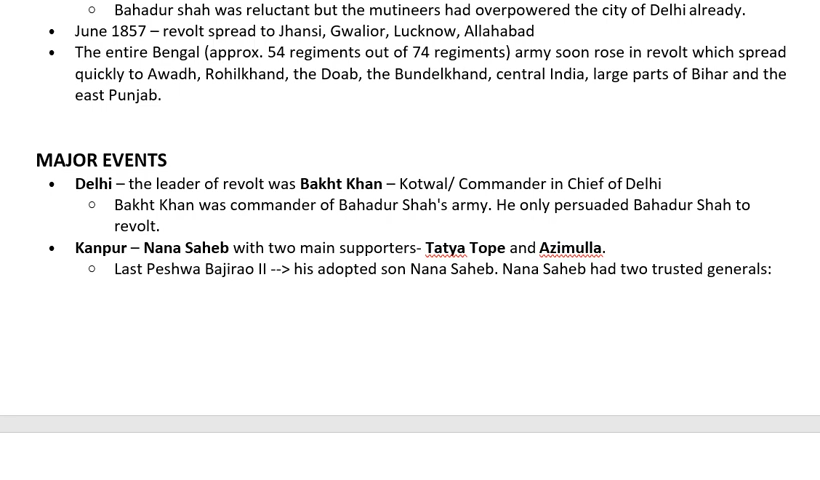 ○ Bahadur shah was reluctant but the mutineers had overpowered the city of Delhi already.
• June 1857 – revolt spread to Jhansi, Gwalior, Lucknow, Allahabad
• The entire Bengal (approx. 54 regiments out of 74 regiments) army soon rose in revolt which spread
quickly to Awadh, Rohilkhand, the Doab, the Bundelkhand, central India, large parts of Bihar and the
east Punjab.
MAJOR EVENTS
• Delhi – the leader of revolt was Bakht Khan – Kotwal/ Commander in Chief of Delhi
○ Bakht Khan was commander of Bahadur Shah's army. He only persuaded Bahadur Shah to
revolt.
• Kanpur – Nana Saheb with two main supporters- Tatya Tope and Azimulla.
○ Last Peshwa Bajirao II --> his adopted son Nana Saheb. Nana Saheb had two trusted generals: